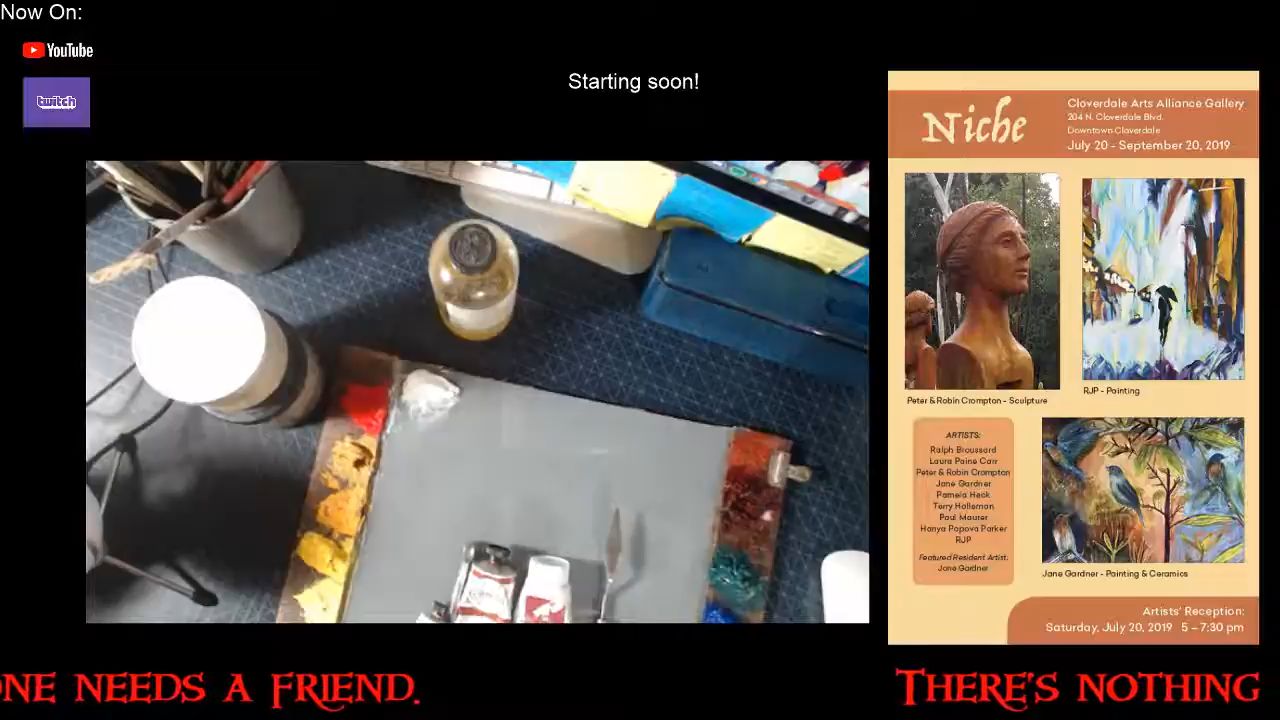 Now On:
YouTube
twitch
Starting soon!
Niche
Cloverdale Arts Alliance Gallery
204 N. Cloverdale Blvd.
Downtown Cloverdale
July 20 - September 20, 2019
Peter & Robin Crompton - Sculpture
RJP - Painting
ARTISTS:
Ralph Broussard
Laura Paine Carr
Peter & Robin Crompton
Jane Gardner
Pamela Heck
Terry Holleman
Paul Maurer
Hanya Popova Parker
RJP
Featured Resident Artist:
Jane Gardner
Jane Gardner - Painting & Ceramics
Artists' Reception:
Saturday, July 20, 2019 5 – 7:30 pm
ONE NEEDS A FRIEND.
THERE'S NOTHING